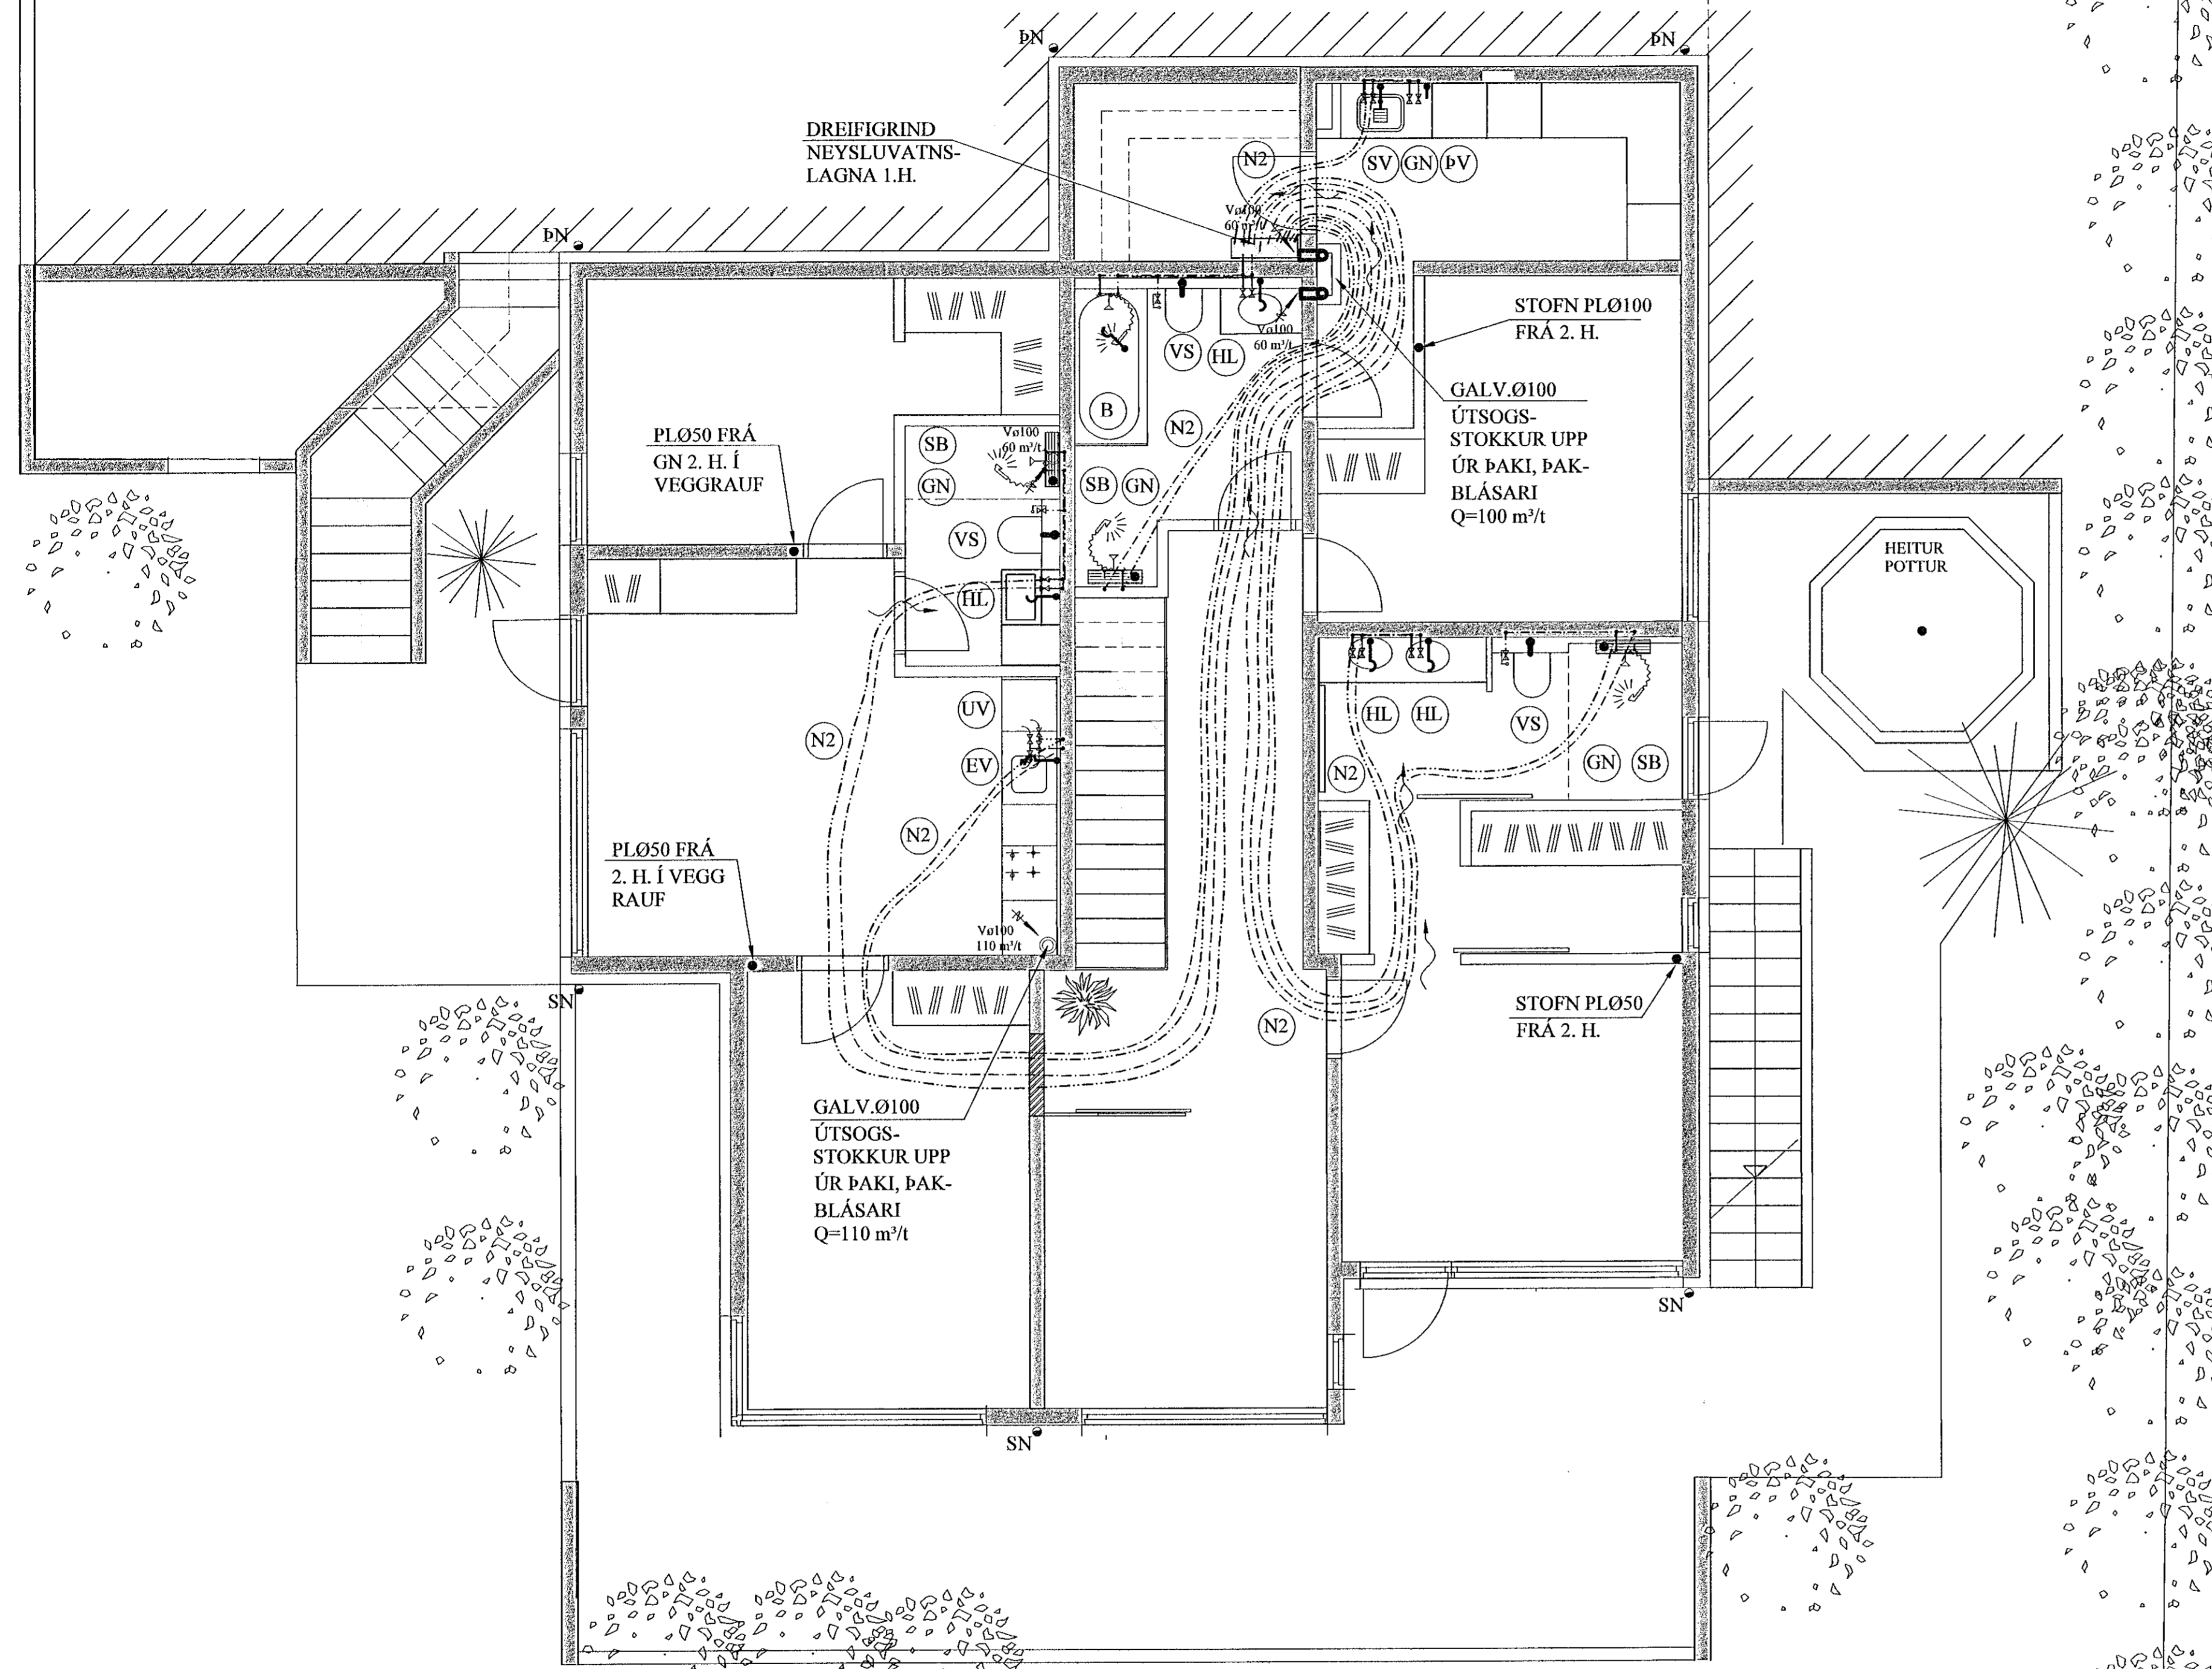 ÞN
ÞN
DREIFIGRIND
NEYSLUVATNS-
LAGNA 1.H.
N2
SV GN ÞV
Vø100
60 m³/t
ÞN
STOFN PLØ100
FRÁ 2. H.
VS HL
Vø100
60 m³/t
B
N2
GALV.Ø100
ÚTSOGS-
STOKKUR UPP
ÚR ÞAKI, ÞAK-
BLÁSARI
Q=100 m³/t
PLØ50 FRÁ
GN 2. H. Í
VEGGRAUF
SB
Vø100
60 m³/t
GN
SB GN
VS
HL
HEITUR
POTTUR
UV
N2
EV
HL HL
VS
N2
GN SB
N2
PLØ50 FRÁ
2. H. Í VEGG
RAUF
Vø100
110 m³/t
SN
N2
STOFN PLØ50
FRÁ 2. H.
GALV.Ø100
ÚTSOGS-
STOKKUR UPP
ÚR ÞAKI, ÞAK-
BLÁSARI
Q=110 m³/t
SN
SN